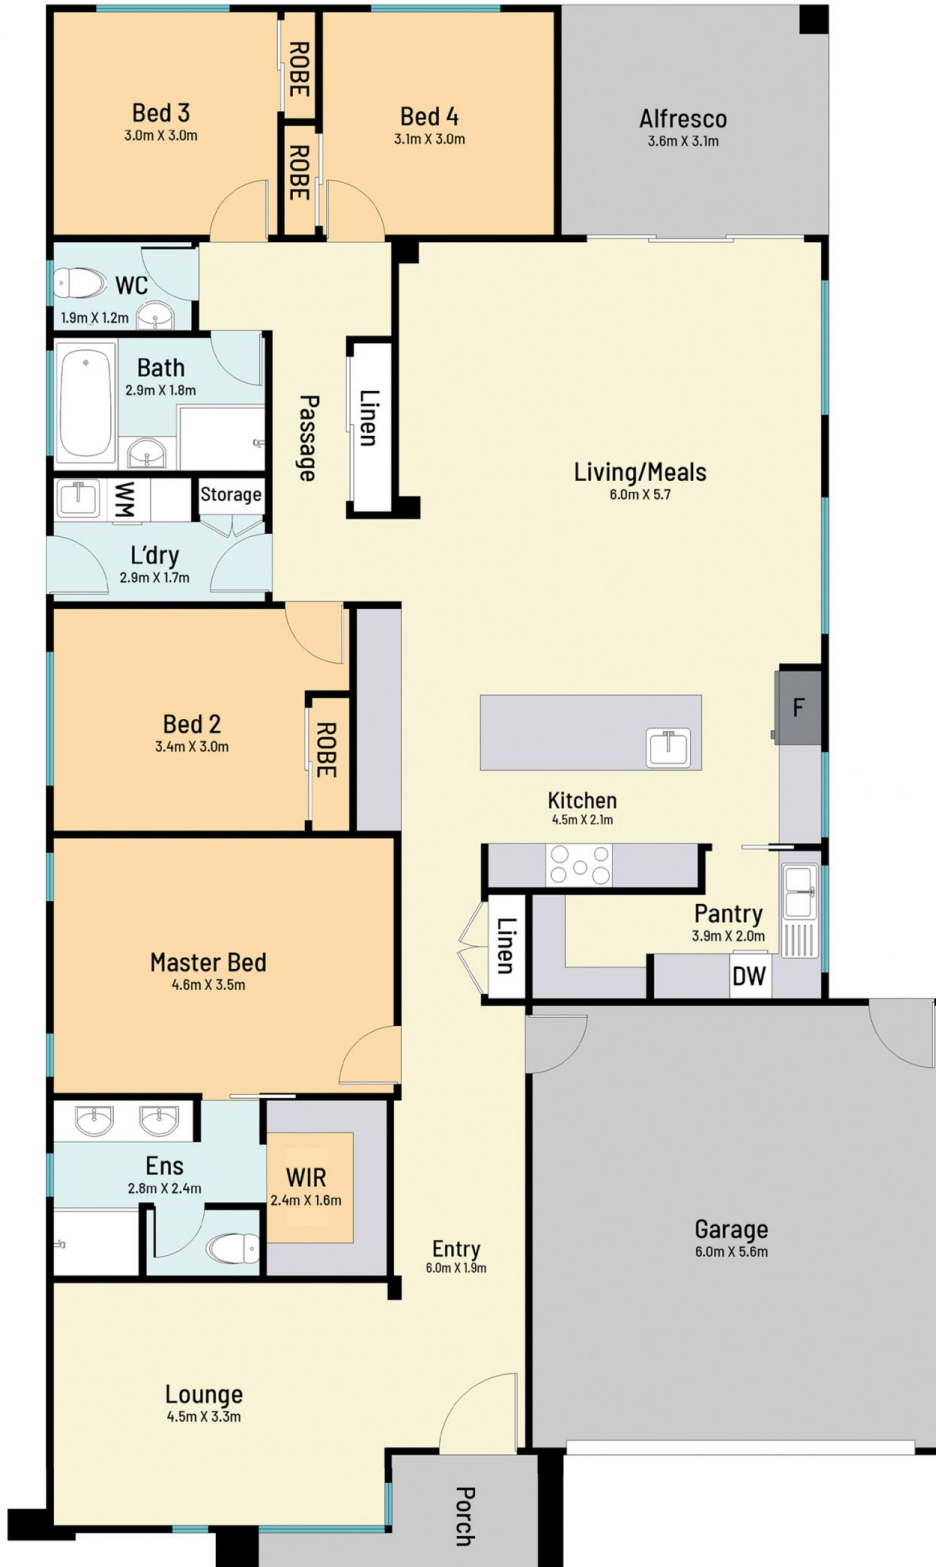 Bed 3
3.0m X 3.0m
ROBE
ROBE
Bed 4
3.1m X 3.0m
Alfresco
3.6m X 3.1m
WC
1.9m X 1.2m
Bath
2.9m X 1.8m
Passage
Linen
Living/Meals
6.0m X 5.7
WM
Storage
L'dry
2.9m X 1.7m
Bed 2
3.4m X 3.0m
ROBE
F
Kitchen
4.5m X 2.1m
Pantry
3.9m X 2.0m
Linen
DW
Master Bed
4.6m X 3.5m
Ens
2.8m X 2.4m
WIR
2.4m X 1.6m
Entry
6.0m X 1.9m
Garage
6.0m X 5.6m
Lounge
4.5m X 3.3m
Porch